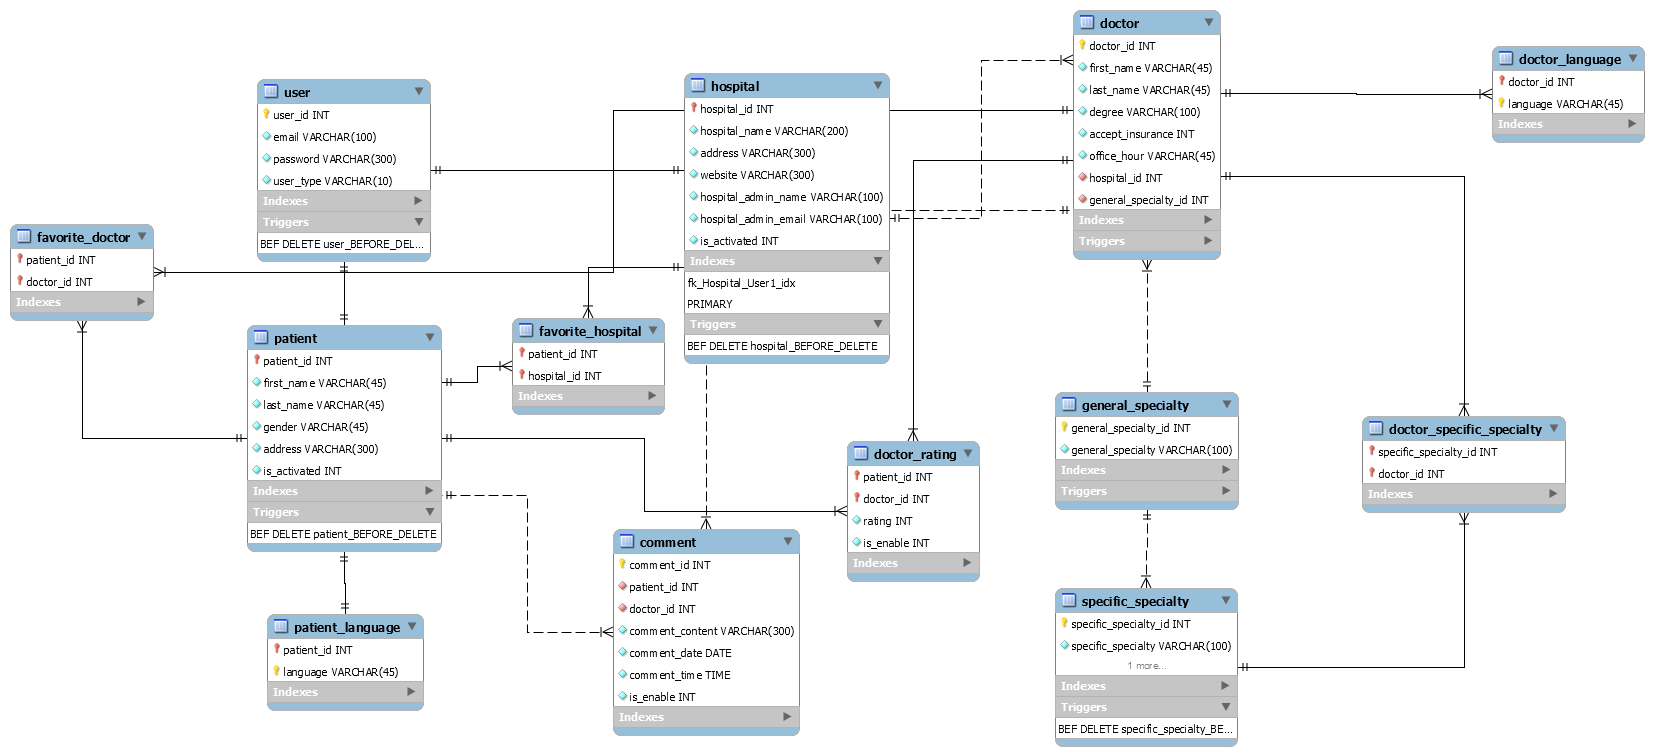 user
user_id INT
email VARCHAR(100)
password VARCHAR(300)
user_type VARCHAR(10)
Indexes
Triggers
BEF DELETE user_BEFORE_DEL...
favorite_doctor
patient_id INT
doctor_id INT
Indexes
patient
patient_id INT
first_name VARCHAR(45)
last_name VARCHAR(45)
gender VARCHAR(45)
address VARCHAR(300)
is_activated INT
Indexes
Triggers
BEF DELETE patient_BEFORE_DELETE
patient_language
patient_id INT
language VARCHAR(45)
Indexes
favorite_hospital
patient_id INT
hospital_id INT
Indexes
hospital
hospital_id INT
hospital_name VARCHAR(200)
address VARCHAR(300)
website VARCHAR(300)
hospital_admin_name VARCHAR(100)
hospital_admin_email VARCHAR(100)
is_activated INT
Indexes
fk_Hospital_User1_idx
PRIMARY
Triggers
BEF DELETE hospital_BEFORE_DELETE
comment
comment_id INT
patient_id INT
doctor_id INT
comment_content VARCHAR(300)
comment_date DATE
comment_time TIME
is_enable INT
Indexes
doctor_rating
patient_id INT
doctor_id INT
rating INT
is_enable INT
Indexes
doctor
doctor_id INT
first_name VARCHAR(45)
last_name VARCHAR(45)
degree VARCHAR(100)
accept_insurance INT
office_hour VARCHAR(45)
hospital_id INT
general_specialty_id INT
Indexes
Triggers
general_specialty
general_specialty_id INT
general_specialty VARCHAR(100)
Indexes
Triggers
specific_specialty
specific_specialty_id INT
specific_specialty VARCHAR(100)
1 more...
Indexes
Triggers
BEF DELETE specific_specialty_BE...
doctor_language
doctor_id INT
language VARCHAR(45)
Indexes
doctor_specific_specialty
specific_specialty_id INT
doctor_id INT
Indexes